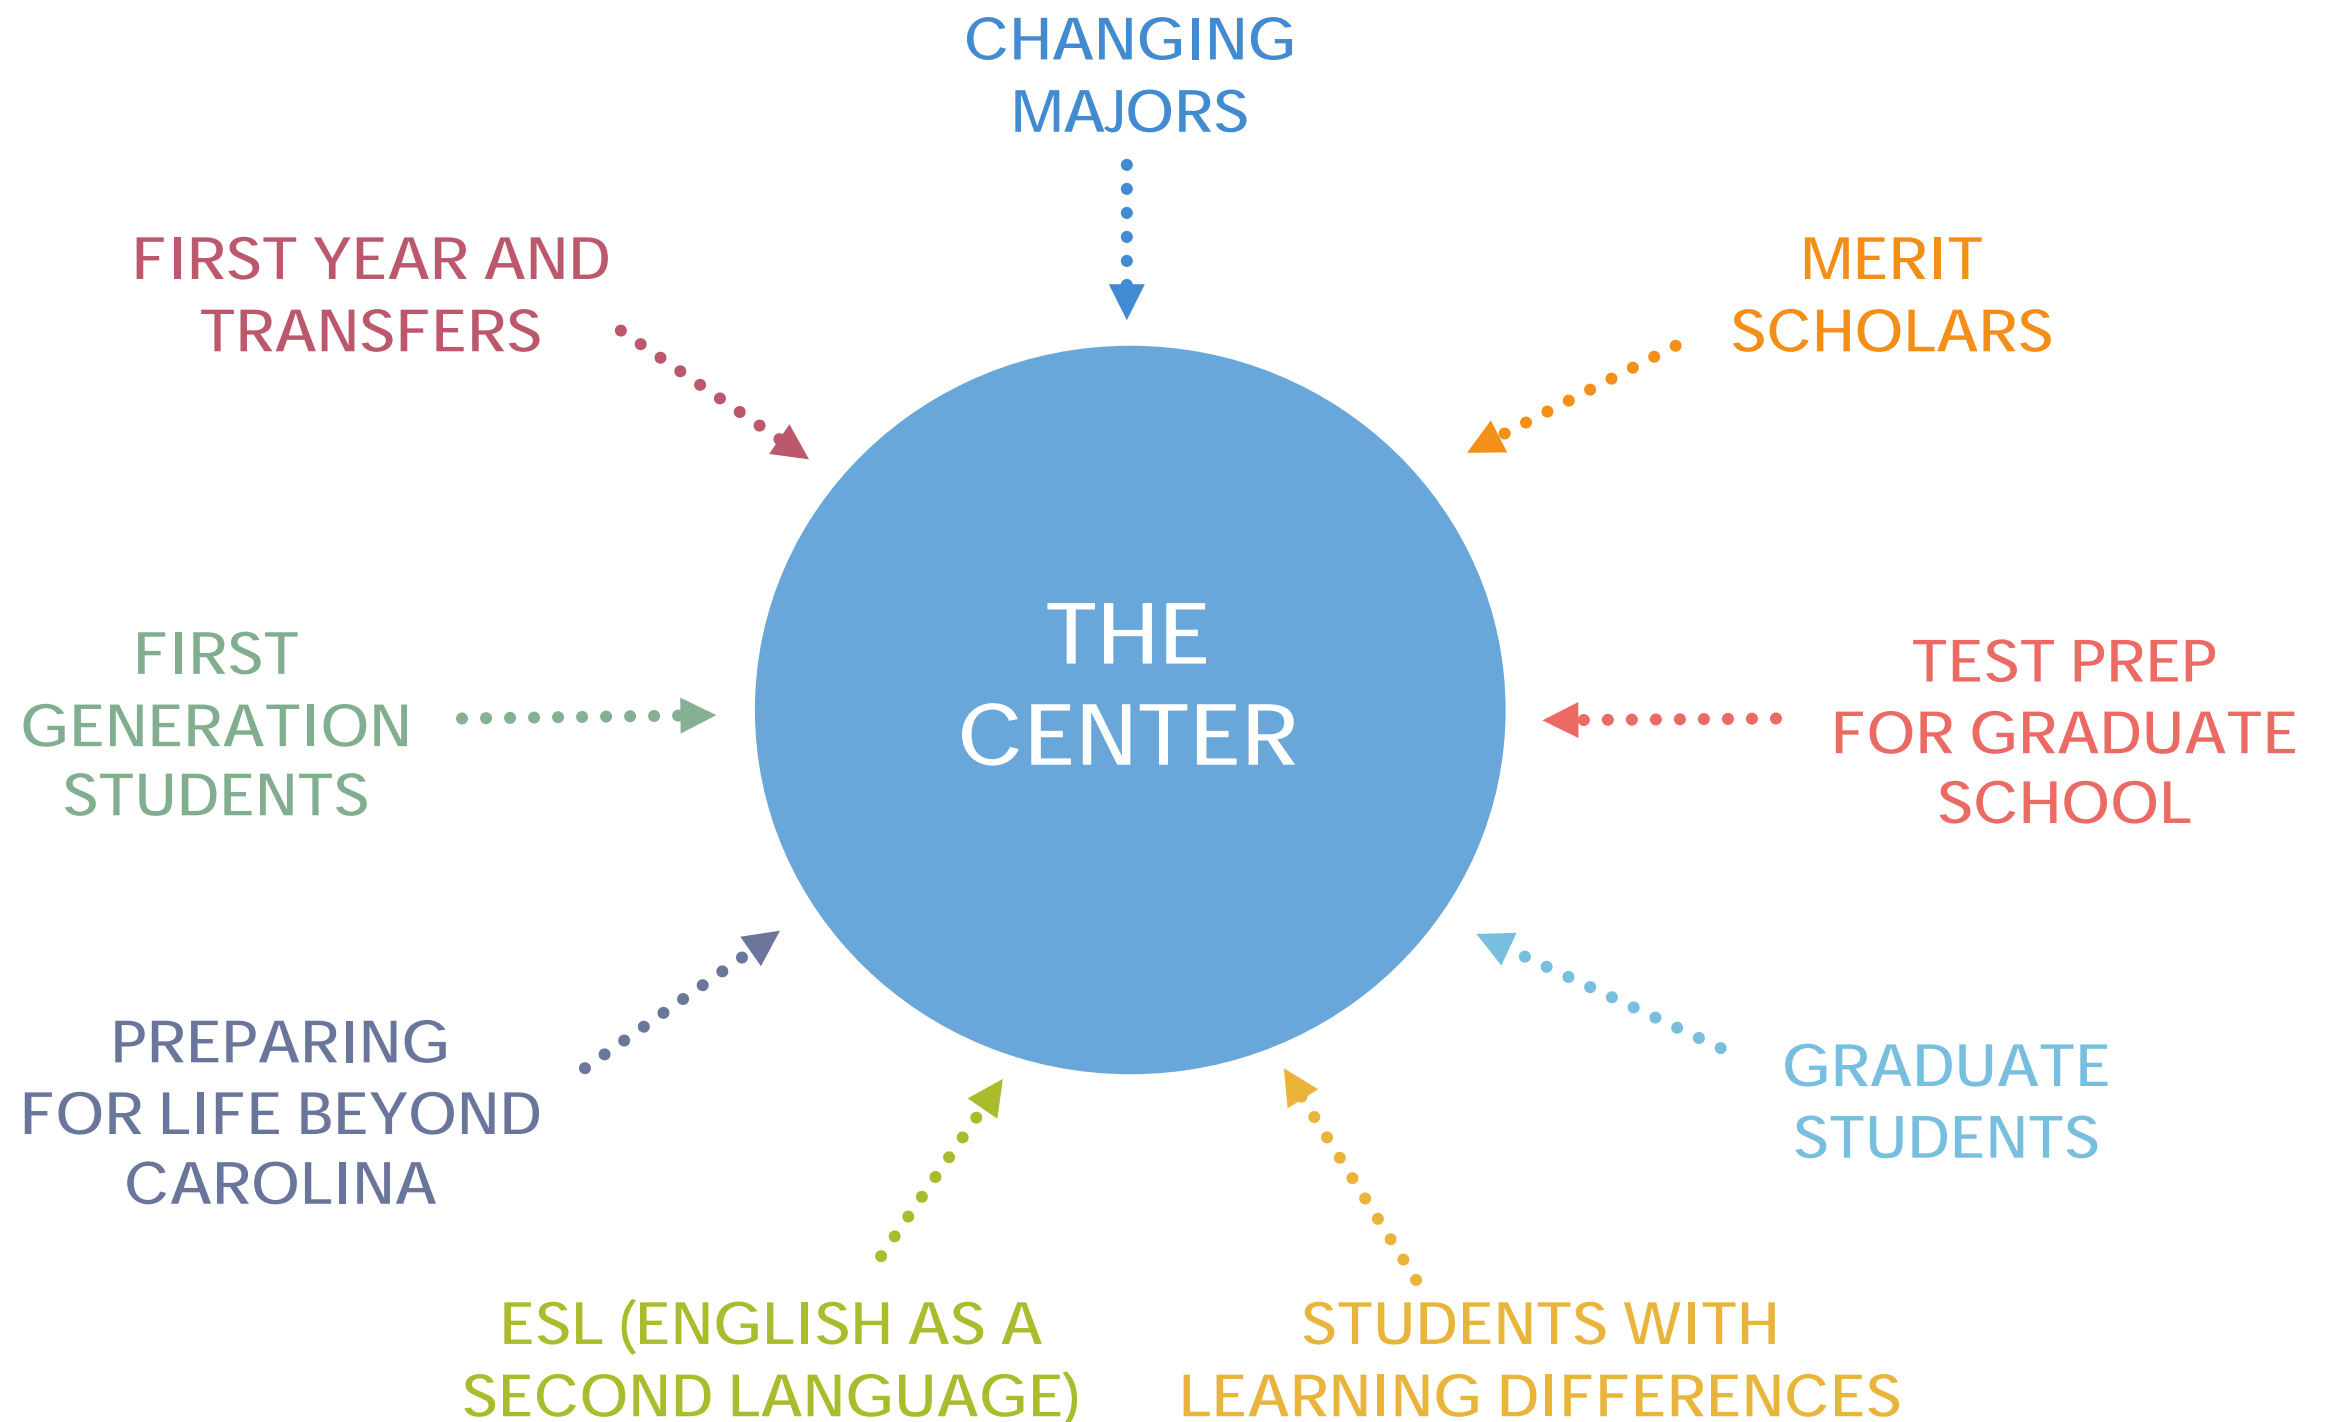 CHANGING
MAJORS
FIRST YEAR AND
TRANSFERS
MERIT
SCHOLARS
THE
CENTER
FIRST
GENERATION
STUDENTS
TEST PREP
FOR GRADUATE
SCHOOL
PREPARING
FOR LIFE BEYOND
CAROLINA
GRADUATE
STUDENTS
ESL (ENGLISH AS A
SECOND LANGUAGE)
STUDENTS WITH
LEARNING DIFFERENCES